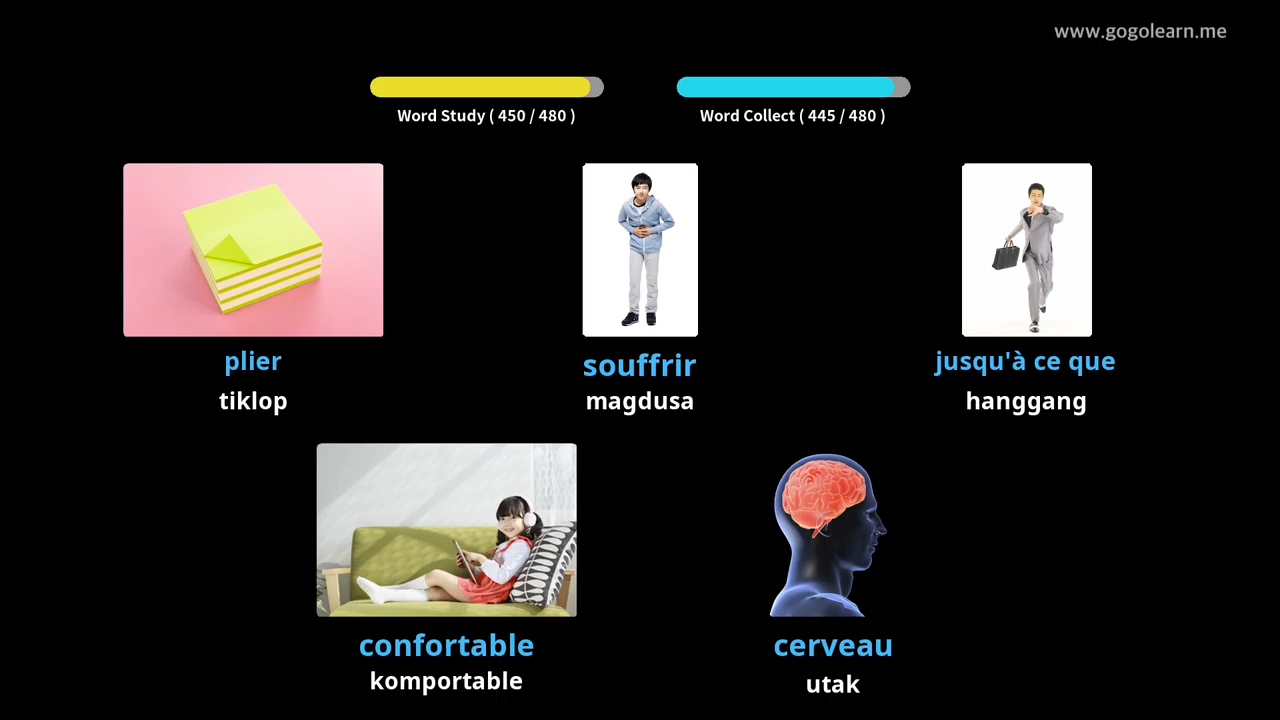 www.gogolearn.me
Word Study ( 450 / 480 )
Word Collect ( 445 / 480 )
plier
tiklop
souffrir
magdusa
jusqu'à ce que
hanggang
confortable
komportable
cerveau
utak